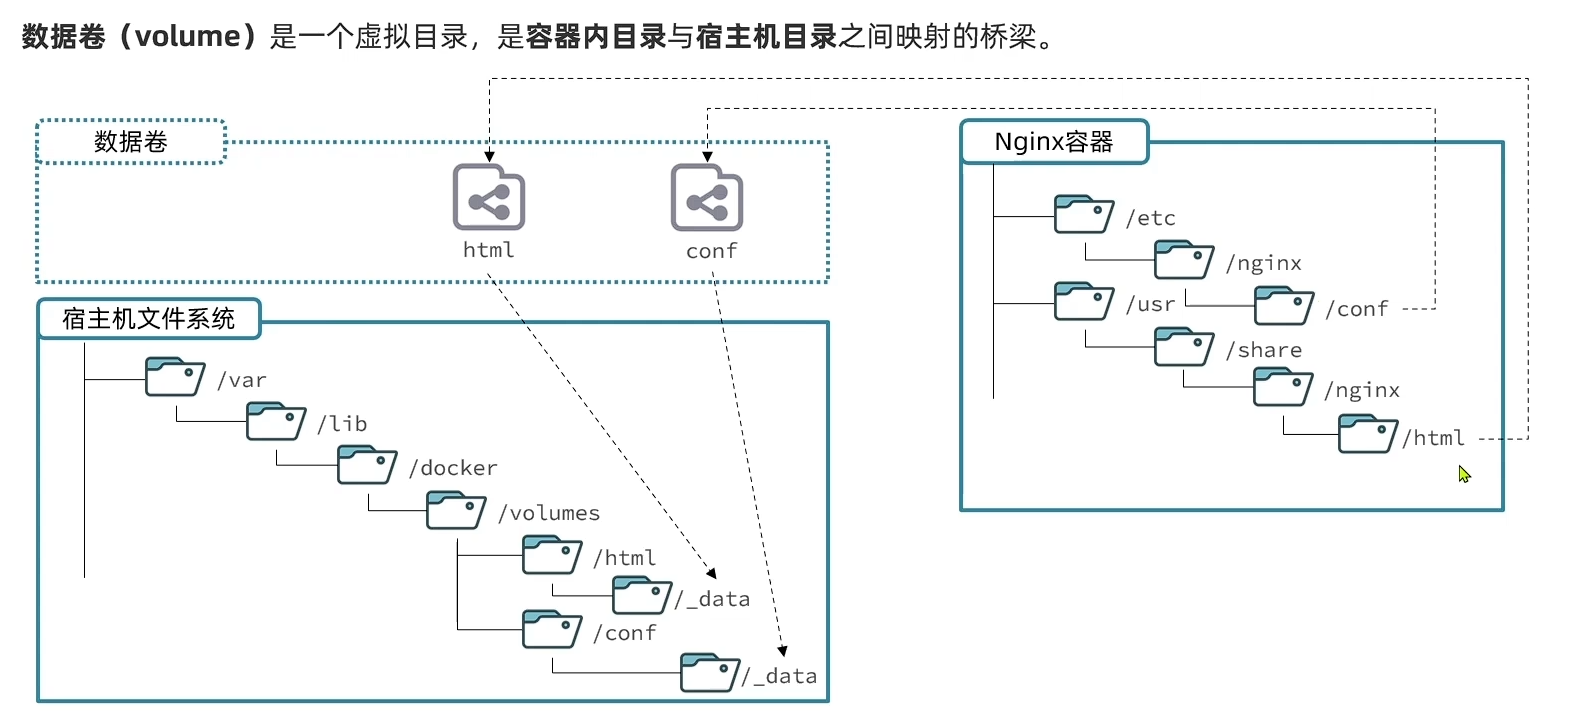 数据卷（volume）是一个虚拟目录，是容器内目录与宿主机目录之间映射的桥梁。
数据卷
html
conf
宿主机文件系统
/var
/lib
/docker
/volumes
/html
/_data
/conf
/_data
Nginx容器
/etc
/nginx
/conf
/usr
/share
/nginx
/html